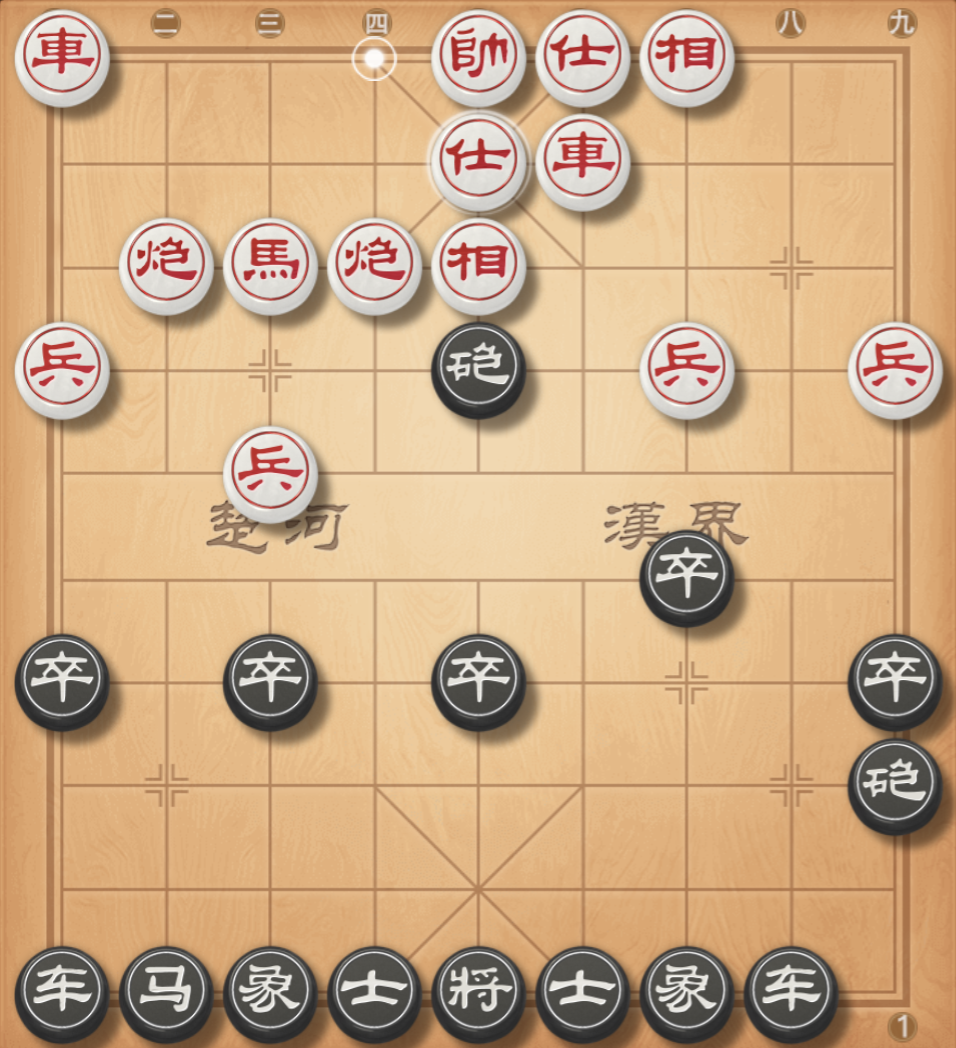 二 三 四 八 九
車 帥 仕 相
仕 車
炮 馬 炮 相
兵 砲 兵 兵
兵
楚河 漢界
卒
卒 卒 卒 卒
砲
车 马 象 士 将 士 象 车
1